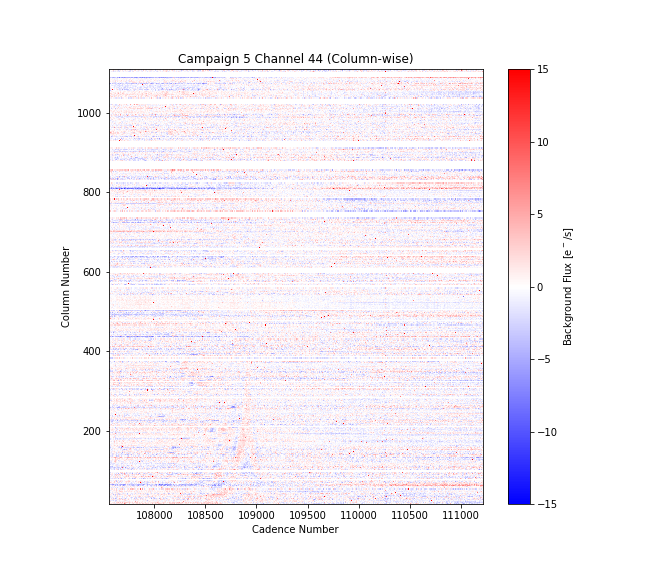 Campaign 5 Channel 44 (Column-wise)
1000
800
600
400
200
Column Number
108000 108500 109000 109500 110000 110500 111000
Cadence Number
15
10
5
0
−5
−10
−15
Background Flux [e⁻/s]